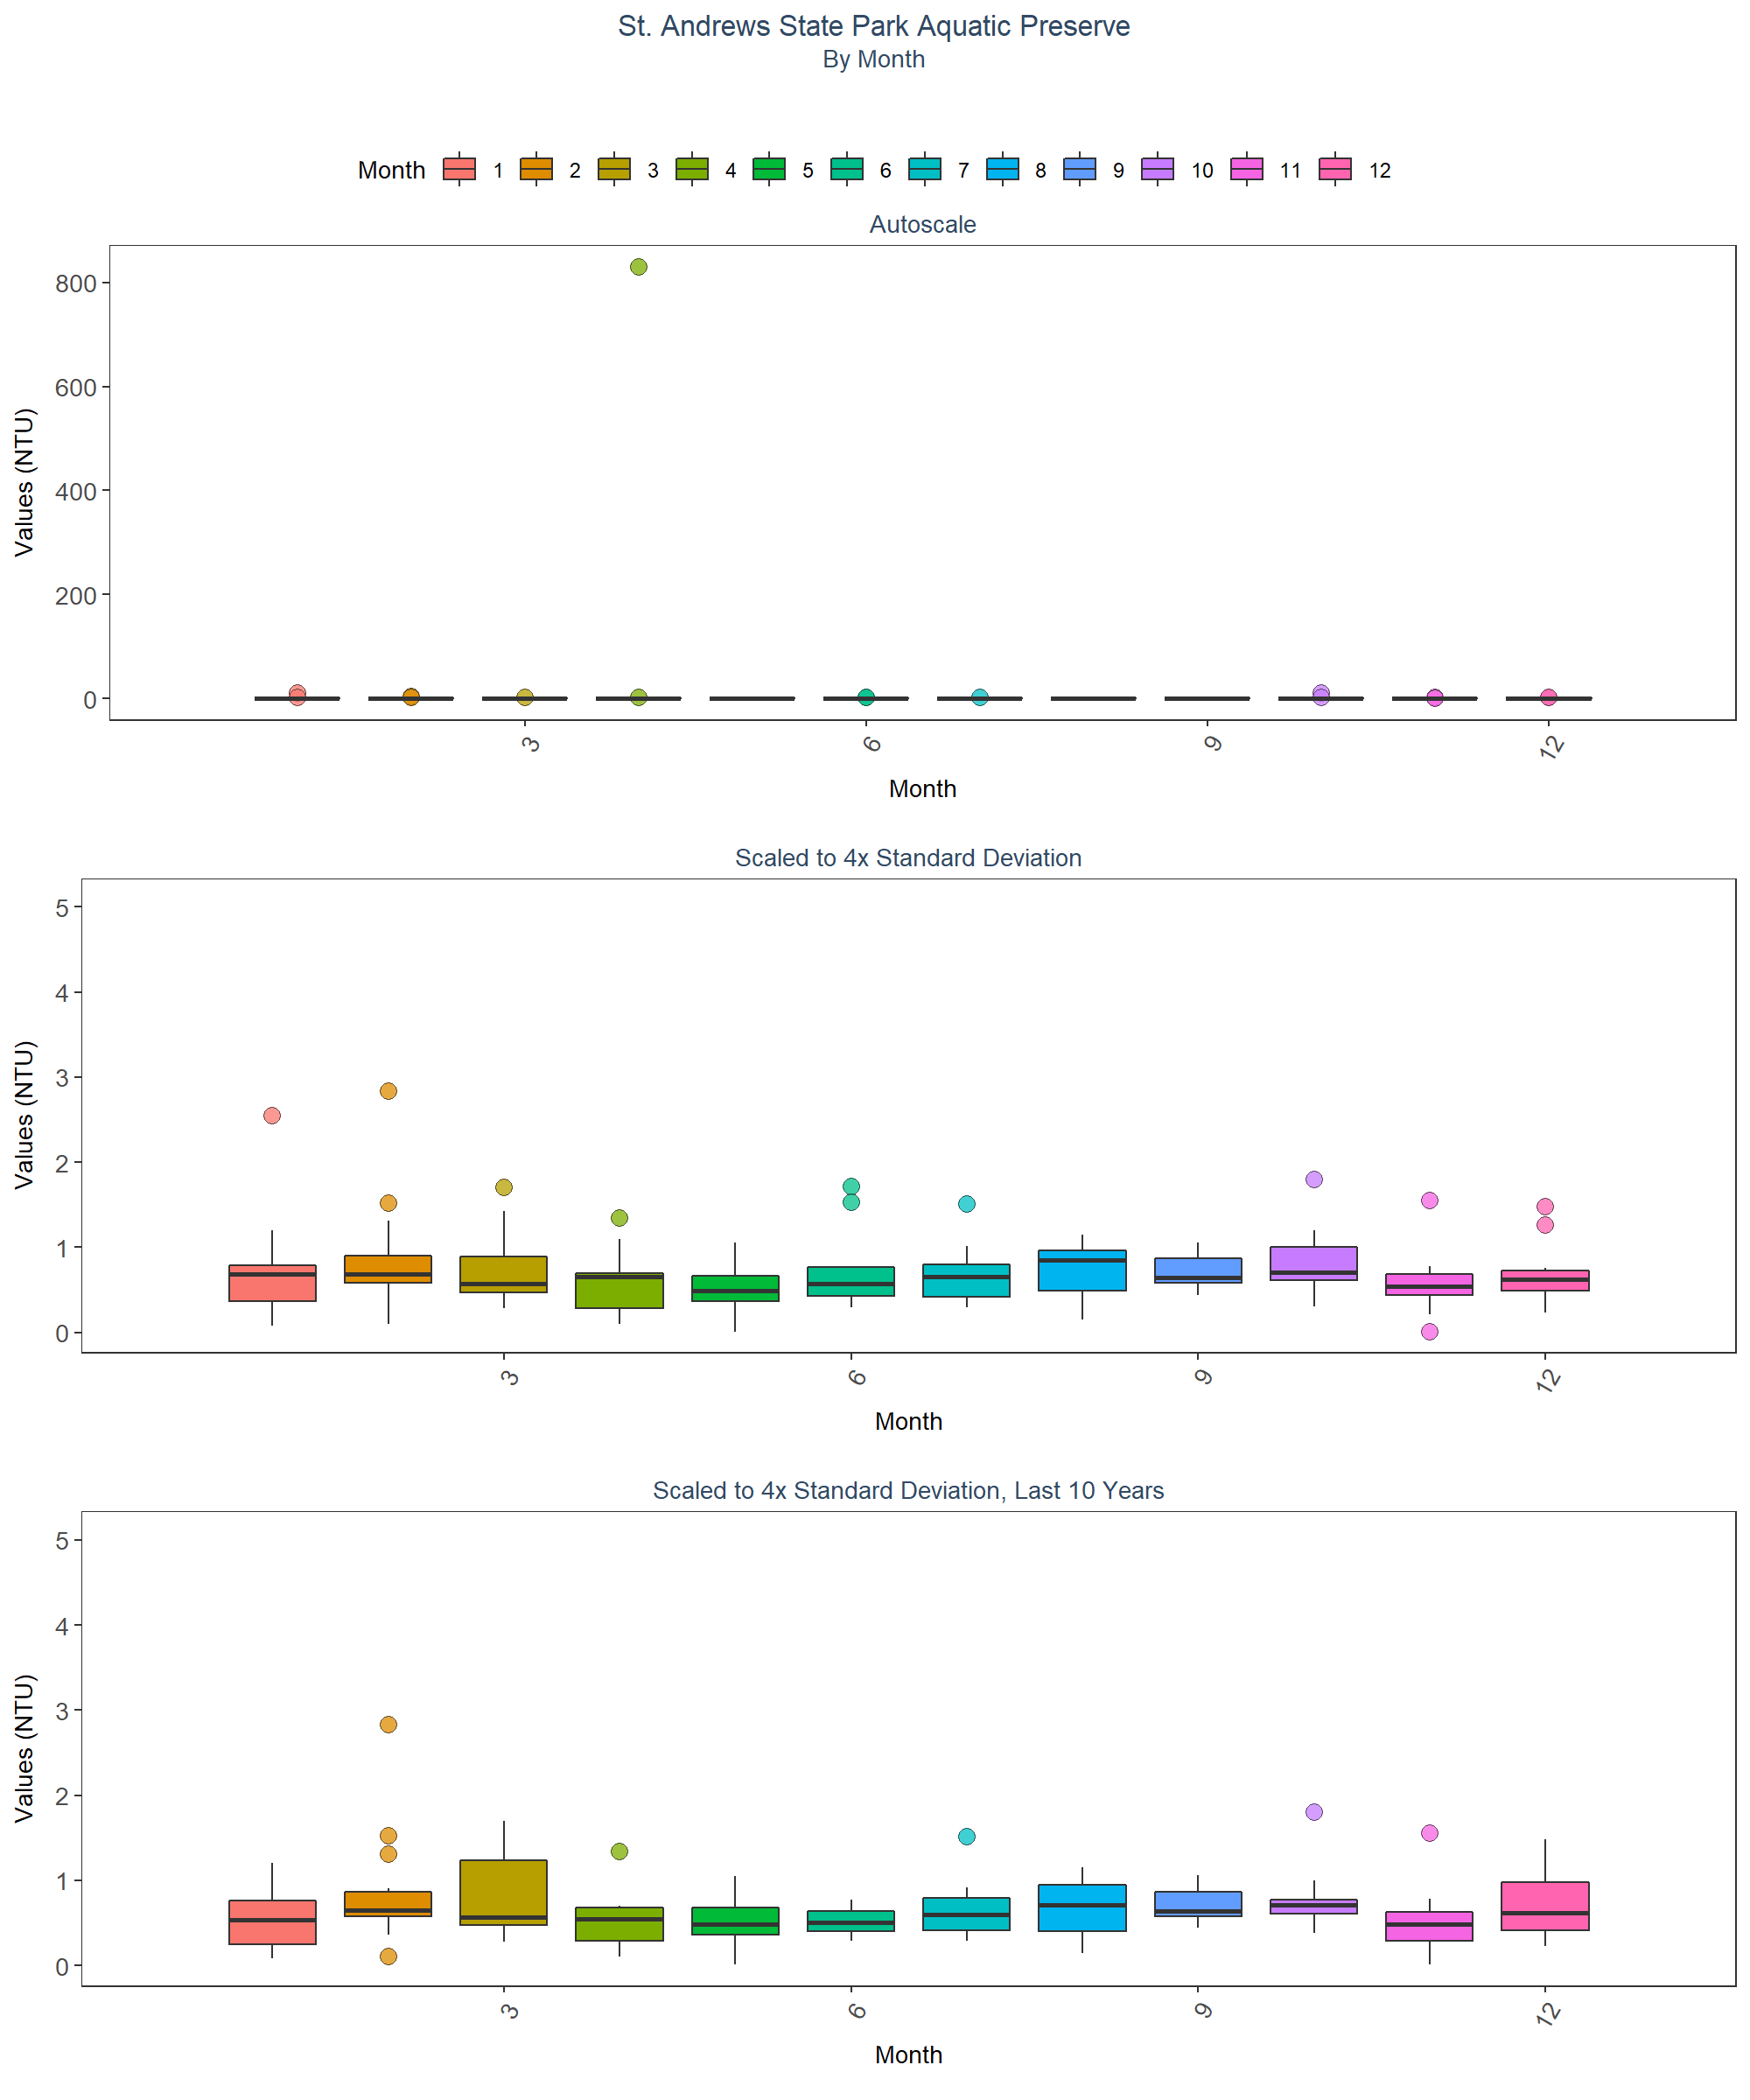 St. Andrews State Park Aquatic Preserve
By Month
Month 1 2 3 4 5 6 7 8 9 10 11 12
Autoscale
Values (NTU)
800
600
400
200
0
3 6 9 12
Month
Scaled to 4x Standard Deviation
Values (NTU)
5
4
3
2
1
0
3 6 9 12
Month
Scaled to 4x Standard Deviation, Last 10 Years
Values (NTU)
5
4
3
2
1
0
3 6 9 12
Month